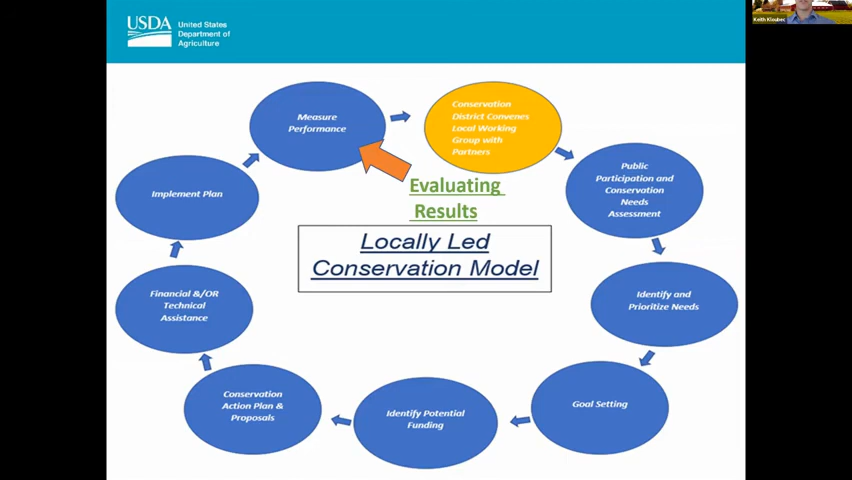 USDA
United States
Department of
Agriculture
Keith Kloubec
Measure
Performance
Conservation
District Convenes
Local Working
Group with
Partners
Public
Participation and
Conservation
Needs
Assessment
Identify and
Prioritize Needs
Goal Setting
Identify Potential
Funding
Conservation
Action Plan &
Proposals
Financial &/OR
Technical
Assistance
Implement Plan
Evaluating
Results
Locally Led
Conservation Model